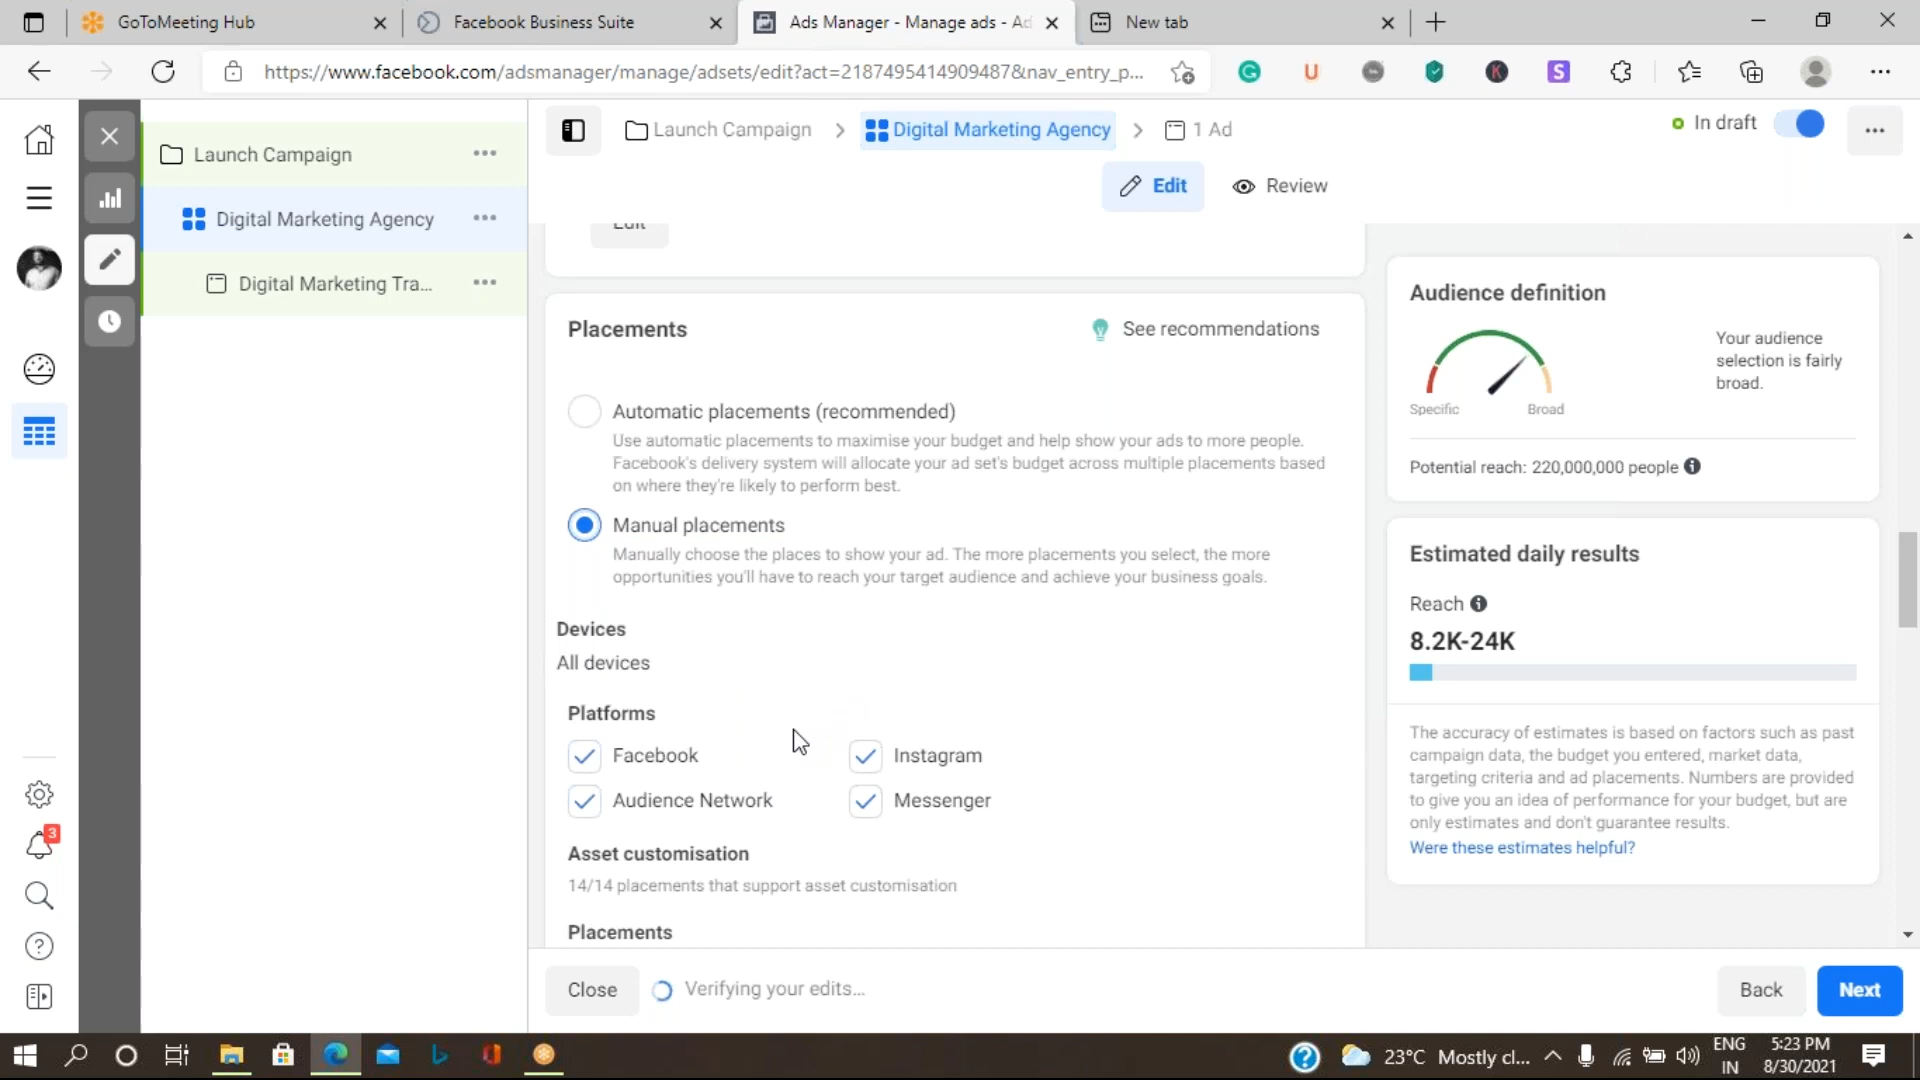 GoToMeeting Hub
Facebook Business Suite
Ads Manager - Manage ads - Ad
New tab
https://www.facebook.com/adsmanager/manage/adsets/edit?act=2187495414909487&nav_entry_p...
Launch Campaign
Digital Marketing Agency
Digital Marketing Tra...
Launch Campaign
Digital Marketing Agency
1 Ad
In draft
Edit
Review
Edit
Placements
See recommendations
Automatic placements (recommended)
Use automatic placements to maximise your budget and help show your ads to more people.
Facebook's delivery system will allocate your ad set's budget across multiple placements based
on where they're likely to perform best.
Manual placements
Manually choose the places to show your ad. The more placements you select, the more
opportunities you'll have to reach your target audience and achieve your business goals.
Devices
All devices
Platforms
Facebook
Instagram
Audience Network
Messenger
Asset customisation
14/14 placements that support asset customisation
Placements
Close
Verifying your edits...
Back
Next
Audience definition
Your audience
selection is fairly
broad.
Specific
Broad
Potential reach: 220,000,000 people
Estimated daily results
Reach
8.2K-24K
The accuracy of estimates is based on factors such as past
campaign data, the budget you entered, market data,
targeting criteria and ad placements. Numbers are provided
to give you an idea of performance for your budget, but are
only estimates and don't guarantee results.
Were these estimates helpful?
3
23°C Mostly cl...
ENG
IN
5:23 PM
8/30/2021